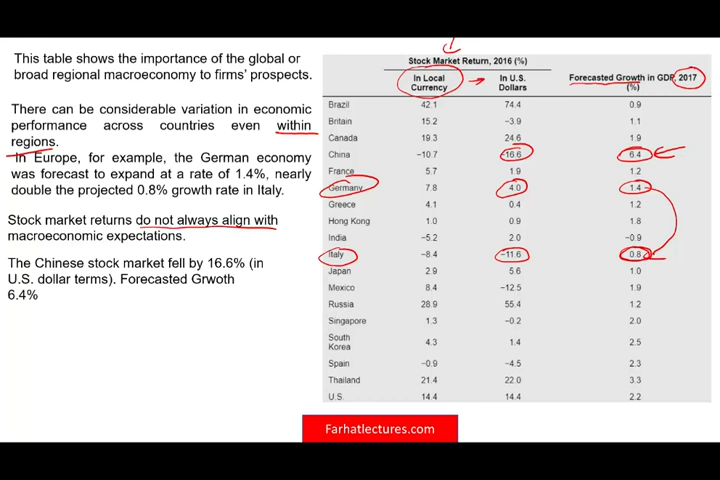 This table shows the importance of the global or
broad regional macroeconomy to firms' prospects.
There can be considerable variation in economic
performance across countries even within
regions.
In Europe, for example, the German economy
was forecast to expand at a rate of 1.4%, nearly
double the projected 0.8% growth rate in Italy.
Stock market returns do not always align with
macroeconomic expectations.
The Chinese stock market fell by 16.6% (in
U.S. dollar terms). Forecasted Grwoth
6.4%
Stock Market Return, 2016 (%)
In Local Currency In U.S. Dollars Forecasted Growth in GDP, 2017 (%)
Brazil 42.1 74.4 0.9
Britain 15.2 −3.9 1.1
Canada 19.3 24.6 1.9
China −10.7 −16.6 6.4
France 5.7 1.9 1.2
Germany 7.8 4.0 1.4
Greece 4.1 0.4 1.2
Hong Kong 1.0 0.9 1.8
India −5.2 2.0 −0.9
Italy −8.4 −11.6 0.8
Japan 2.9 5.6 1.0
Mexico 8.4 −12.5 1.9
Russia 28.9 55.4 1.2
Singapore 1.3 −0.2 2.0
South Korea 4.3 1.4 2.5
Spain −0.9 −4.5 2.3
Thailand 21.4 22.0 3.3
U.S. 14.4 14.4 2.2
Farhatlectures.com